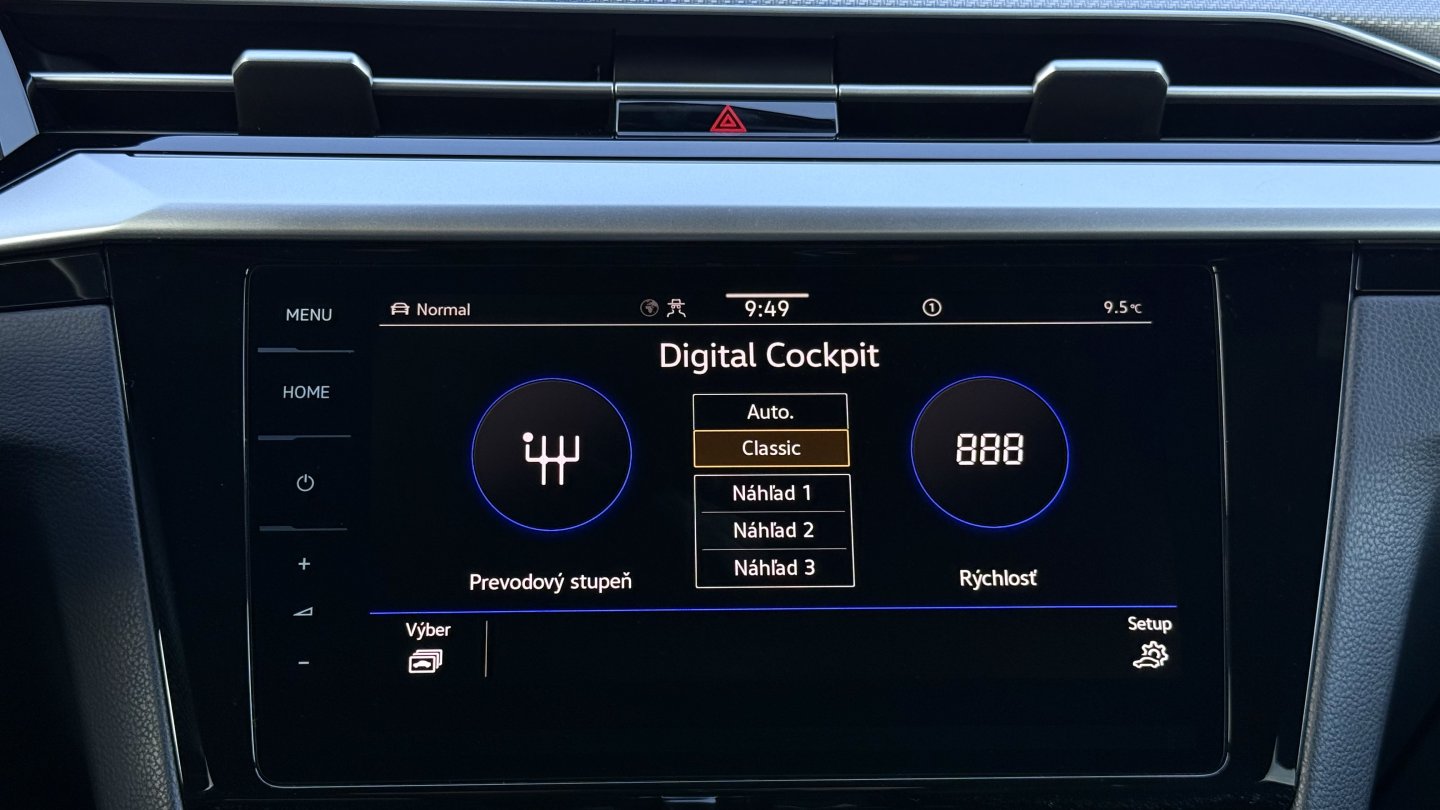 MENU
HOME
Normal
9:49
1
9.5°C
Digital Cockpit
Auto.
Classic
Náhľad 1
Náhľad 2
Náhľad 3
888
Prevodový stupeň
Rýchlosť
Výber
Setup
+
−